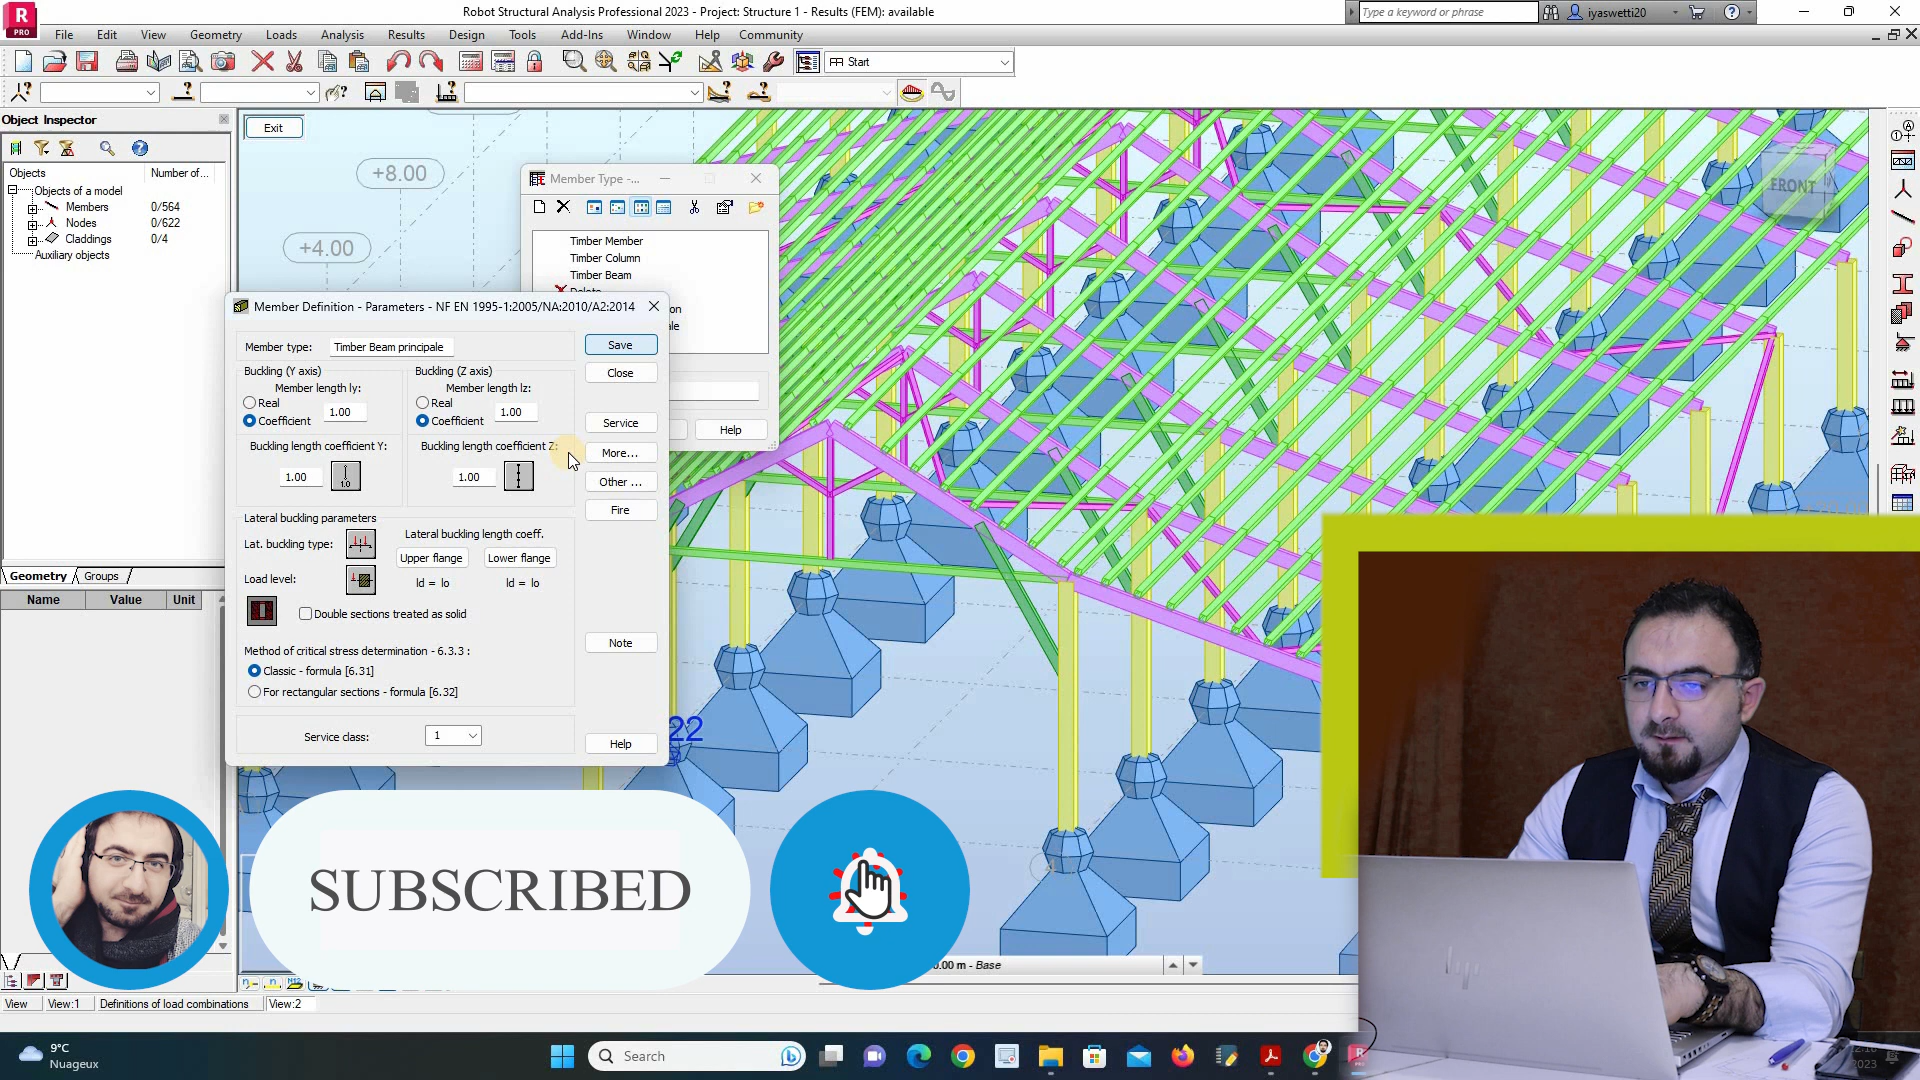 Robot Structural Analysis Professional 2023 - Project: Structure 1 - Results (FEM): available
Type a keyword or phrase
iyaswetti20
R
PRO
File Edit View Geometry Loads Analysis Results Design Tools Add-Ins Window Help Community
Start
Object Inspector
Exit
Objects Number of...
Objects of a model
Members 0/564
Nodes 0/622
Claddings 0/4
Auxiliary objects
+8.00
+4.00
FRONT
Member Type -...
Timber Member
Timber Column
Timber Beam
Help
Member Definition - Parameters - NF EN 1995-1:2005/NA:2010/A2:2014
Member type: Timber Beam principale
Save
Close
Service
More...
Other ...
Fire
Note
Help
Buckling (Y axis)
Member length ly:
Real
Coefficient 1.00
Buckling length coefficient Y:
1.00
1.0
Buckling (Z axis)
Member length lz:
Real
Coefficient 1.00
Buckling length coefficient Z:
1.00
Lateral buckling parameters
Lat. buckling type:
Lateral buckling length coeff.
Upper flange Lower flange
Load level:
ld = lo ld = lo
Double sections treated as solid
Method of critical stress determination - 6.3.3 :
Classic - formula [6.31]
For rectangular sections - formula [6.32]
Service class: 1
Geometry Groups
Name Value Unit
22
SUBSCRIBED
- Base
View View:1 Definitions of load combinations View:2
9°C
Nuageux
Search
hp
2023